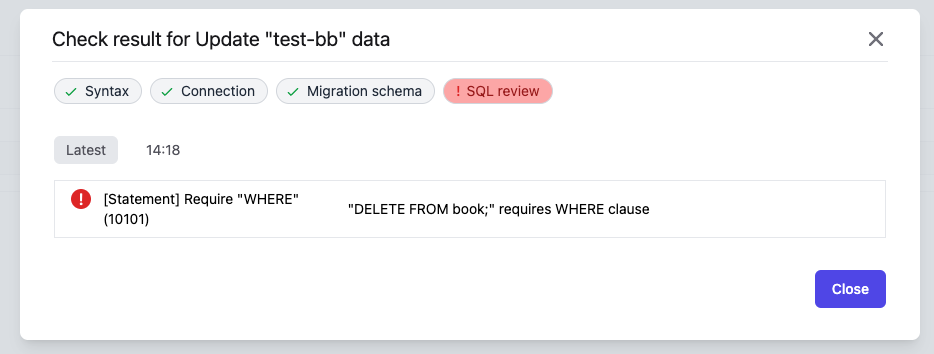 Check result for Update "test-bb" data
Syntax Connection Migration schema ! SQL review
Latest 14:18
[Statement] Require "WHERE"
(10101)
"DELETE FROM book;" requires WHERE clause
Close